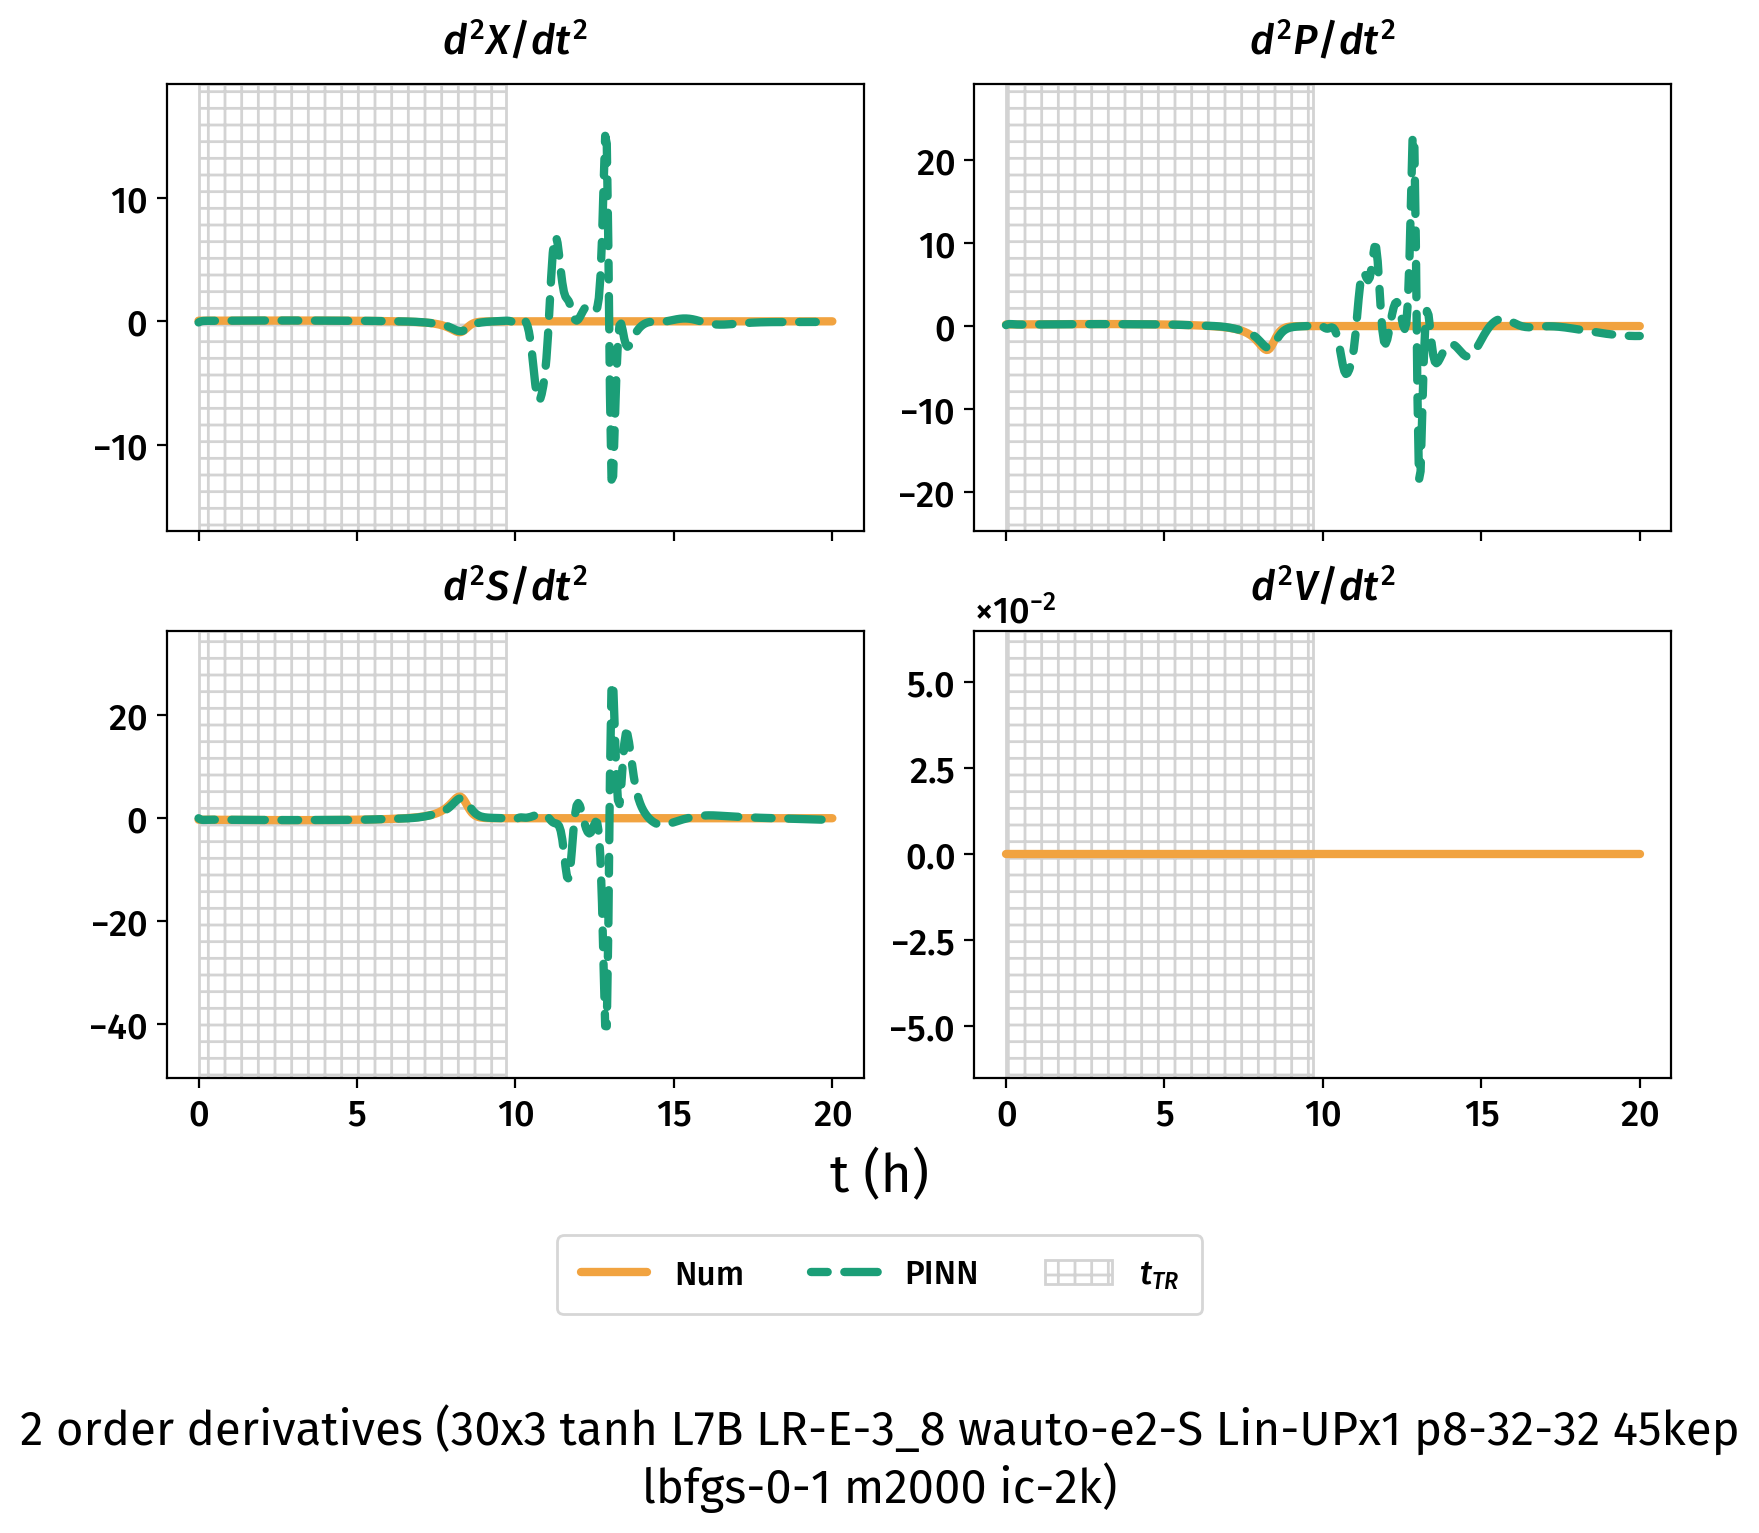 d²X/dt²
d²P/dt²
10
0
−10
20
10
0
−10
−20
d²S/dt²
d²V/dt²
×10⁻²
20
0
−20
−40
0
5
10
15
20
5.0
2.5
0.0
−2.5
−5.0
0
5
10
15
20
t (h)
Num
PINN
t_TR
2 order derivatives (30x3 tanh L7B LR-E-3_8 wauto-e2-S Lin-UPx1 p8-32-32 45kep
lbfgs-0-1 m2000 ic-2k)